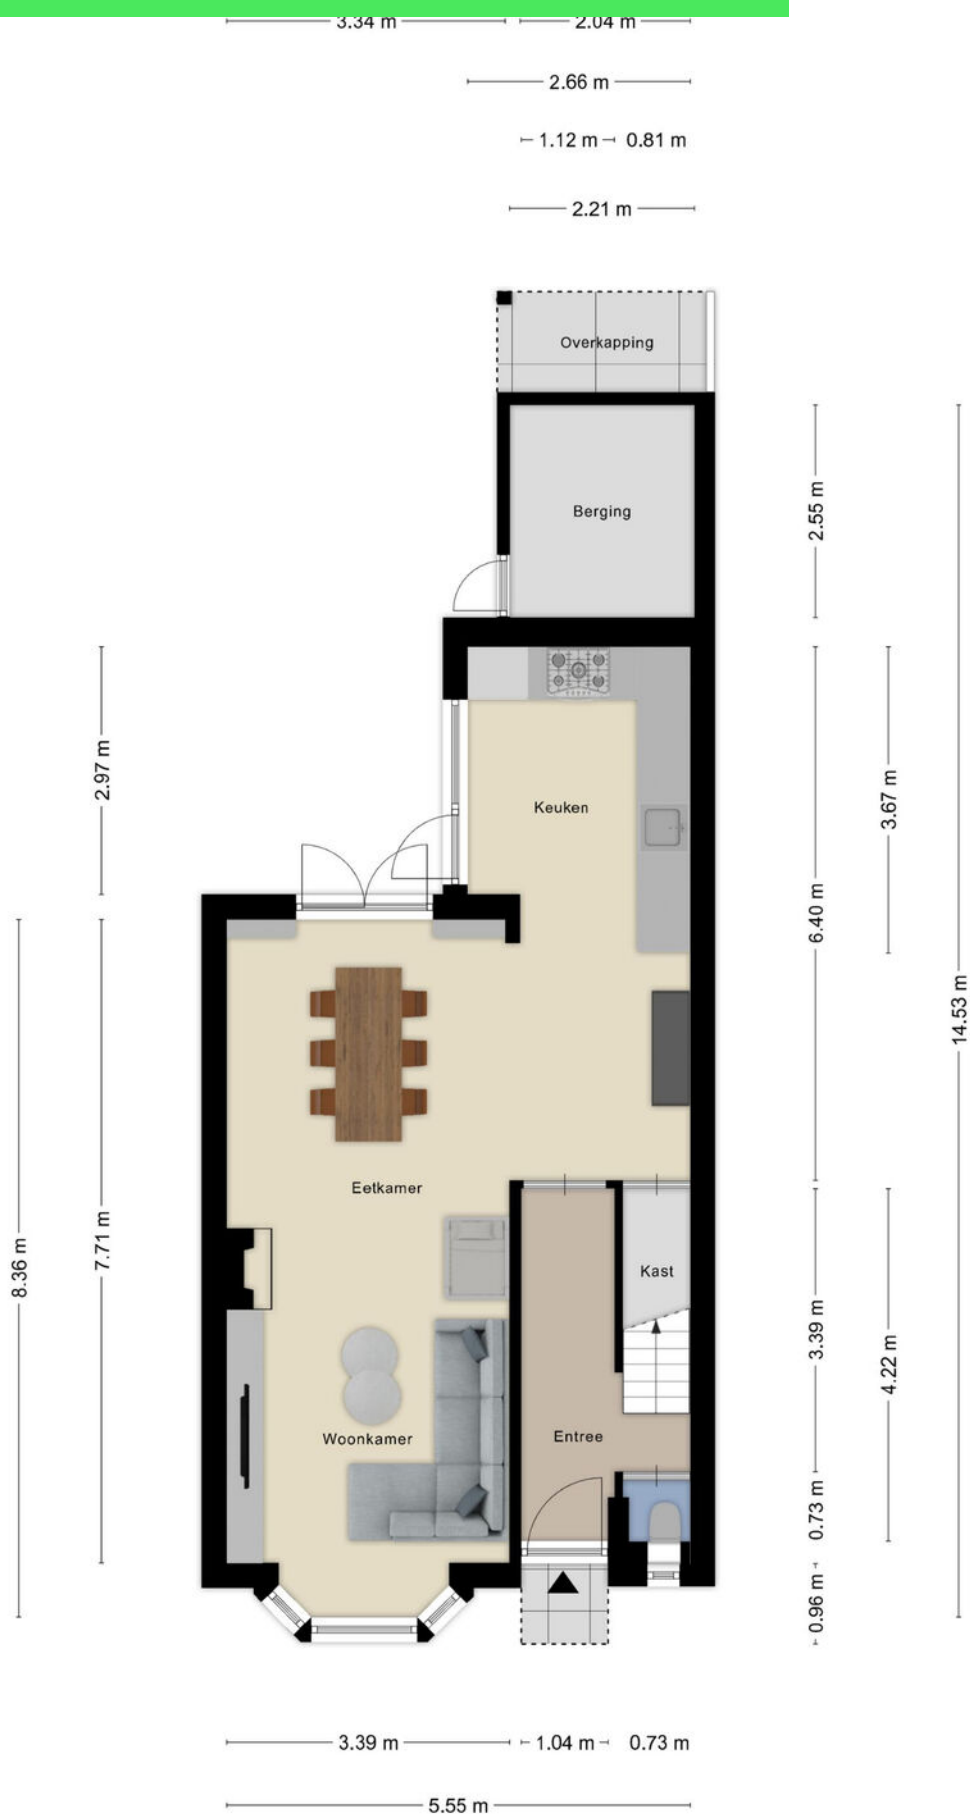 3.34 m
2.04 m
2.66 m
1.12 m
0.81 m
2.21 m
Overkapping
Berging
2.55 m
2.97 m
Keuken
3.67 m
6.40 m
14.53 m
Eetkamer
8.36 m
7.71 m
Kast
3.39 m
4.22 m
Woonkamer
Entree
0.73 m
0.96 m
3.39 m
1.04 m
0.73 m
5.55 m